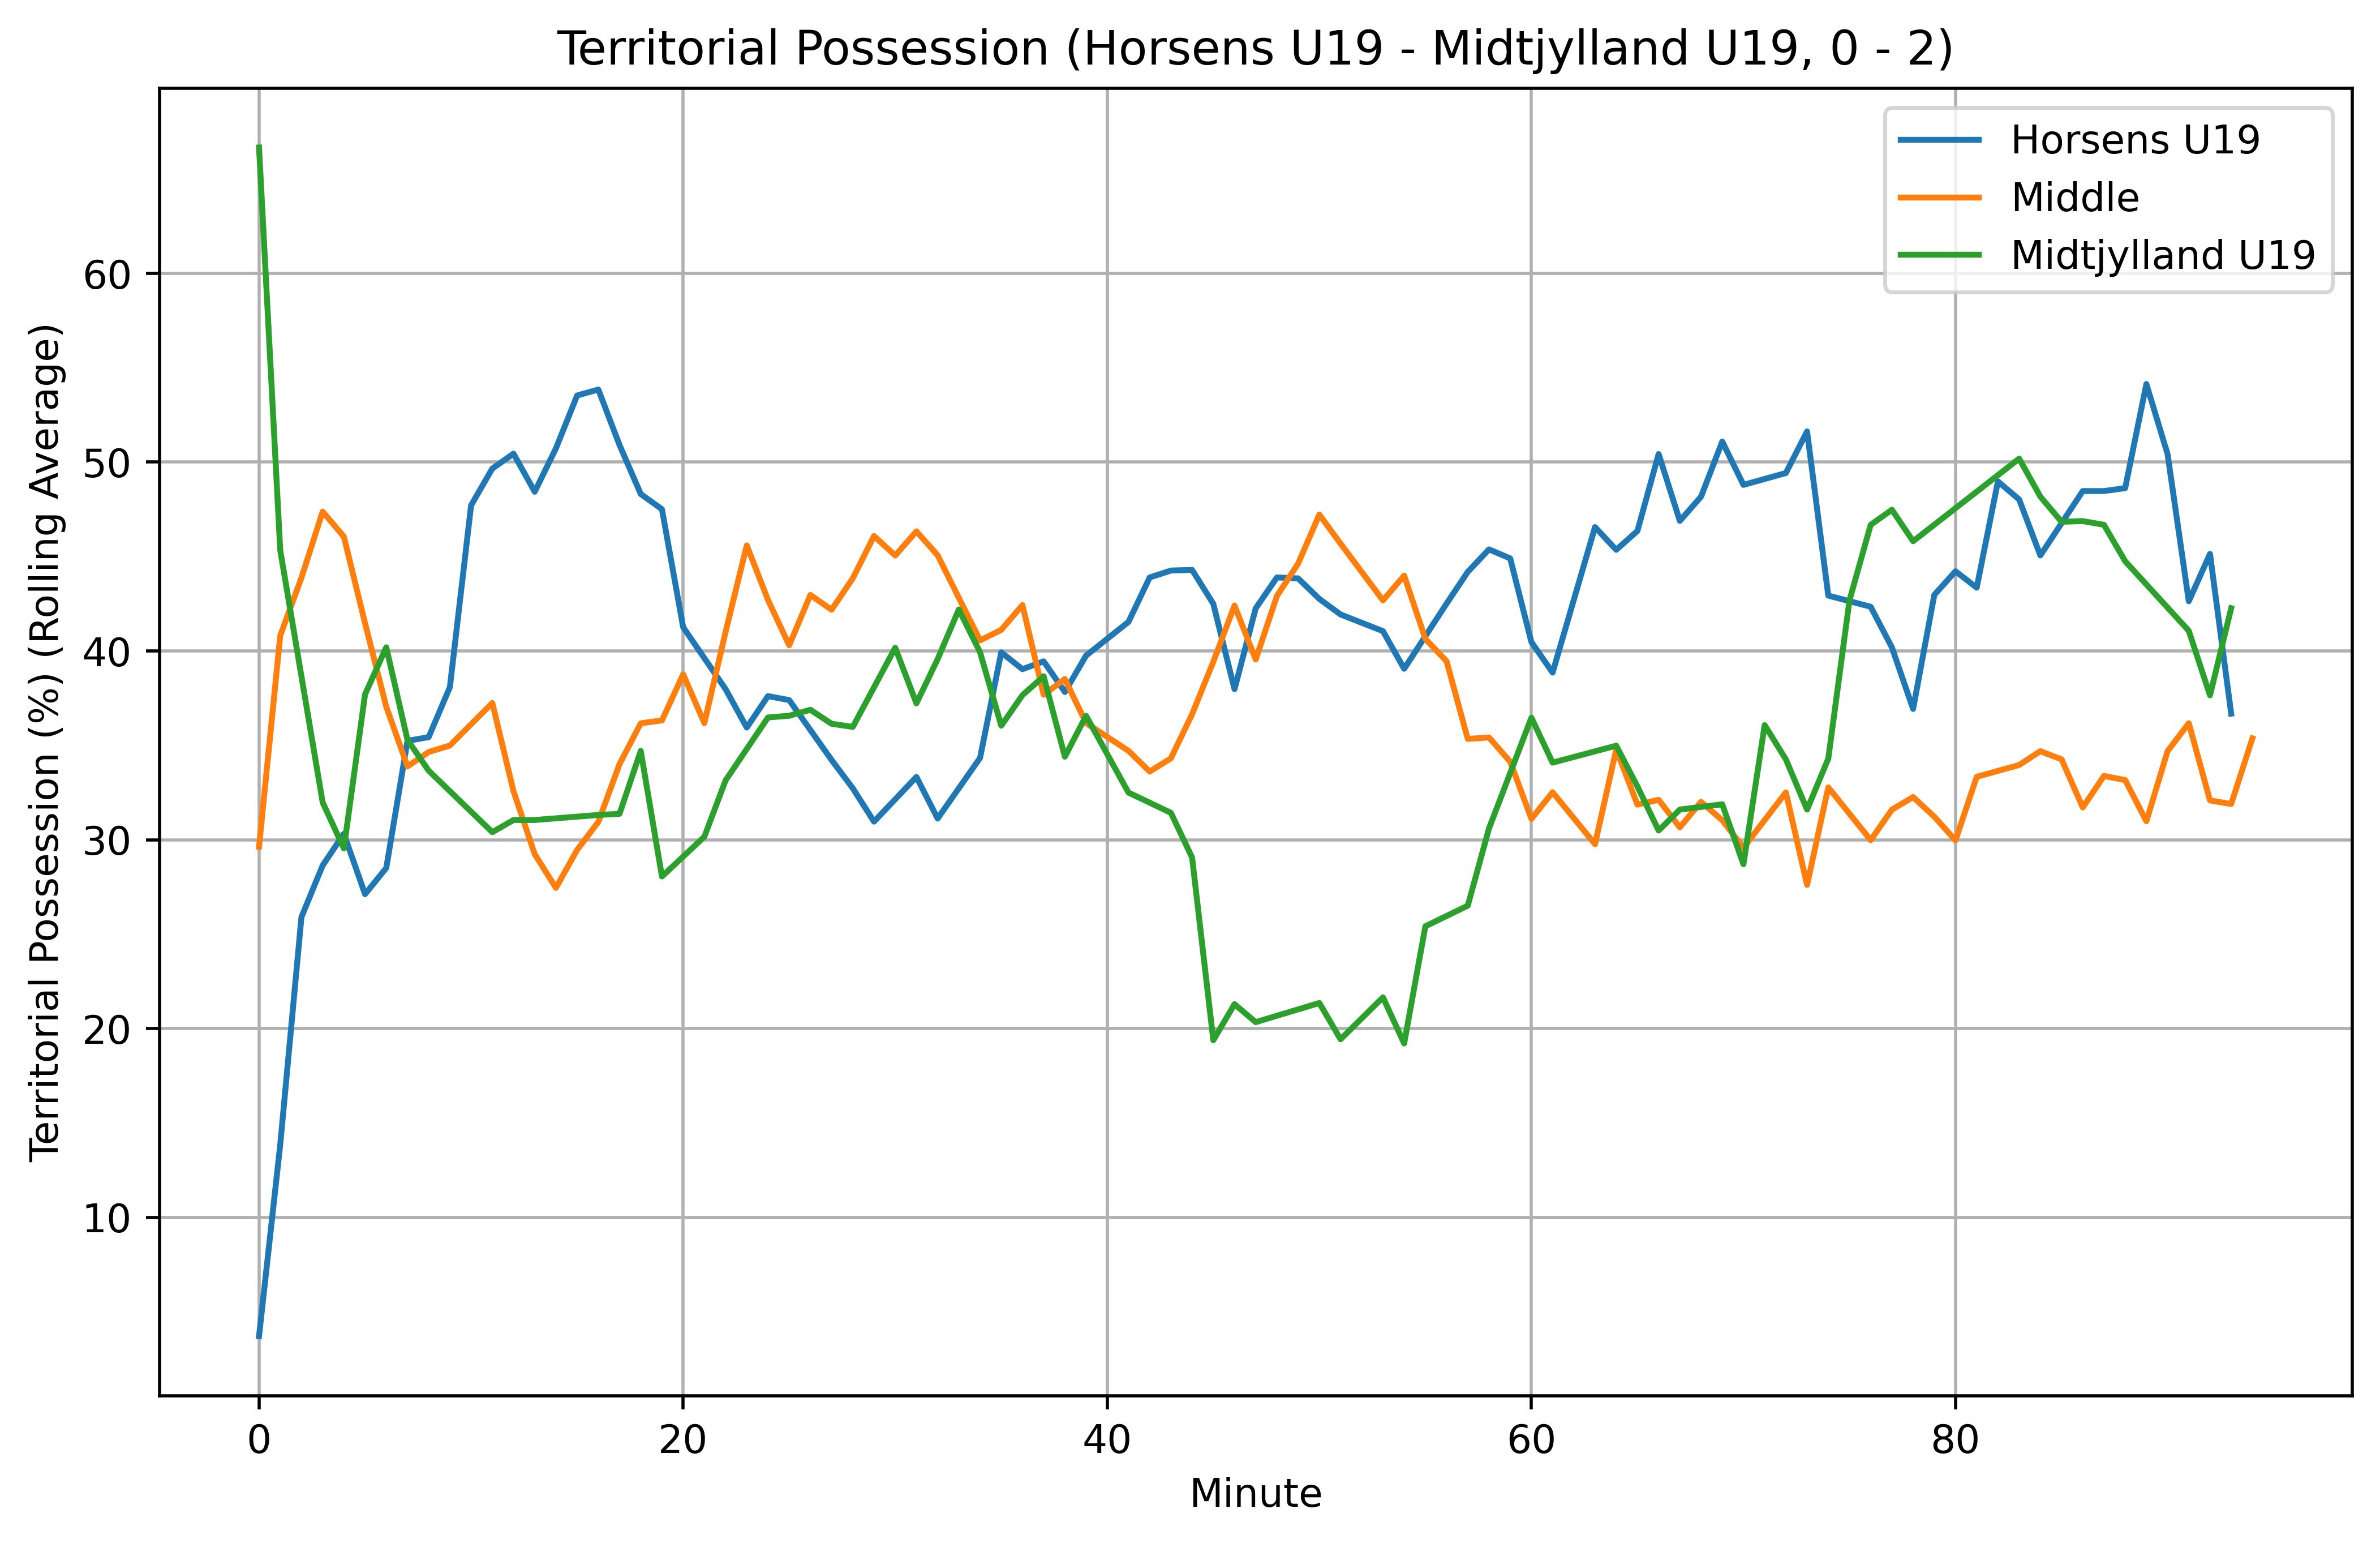 Territorial Possession (Horsens U19 - Midtjylland U19, 0 - 2)
Horsens U19
Middle
Midtjylland U19
Territorial Possession (%) (Rolling Average)
60
50
40
30
20
10
0 20 40 60 80
Minute